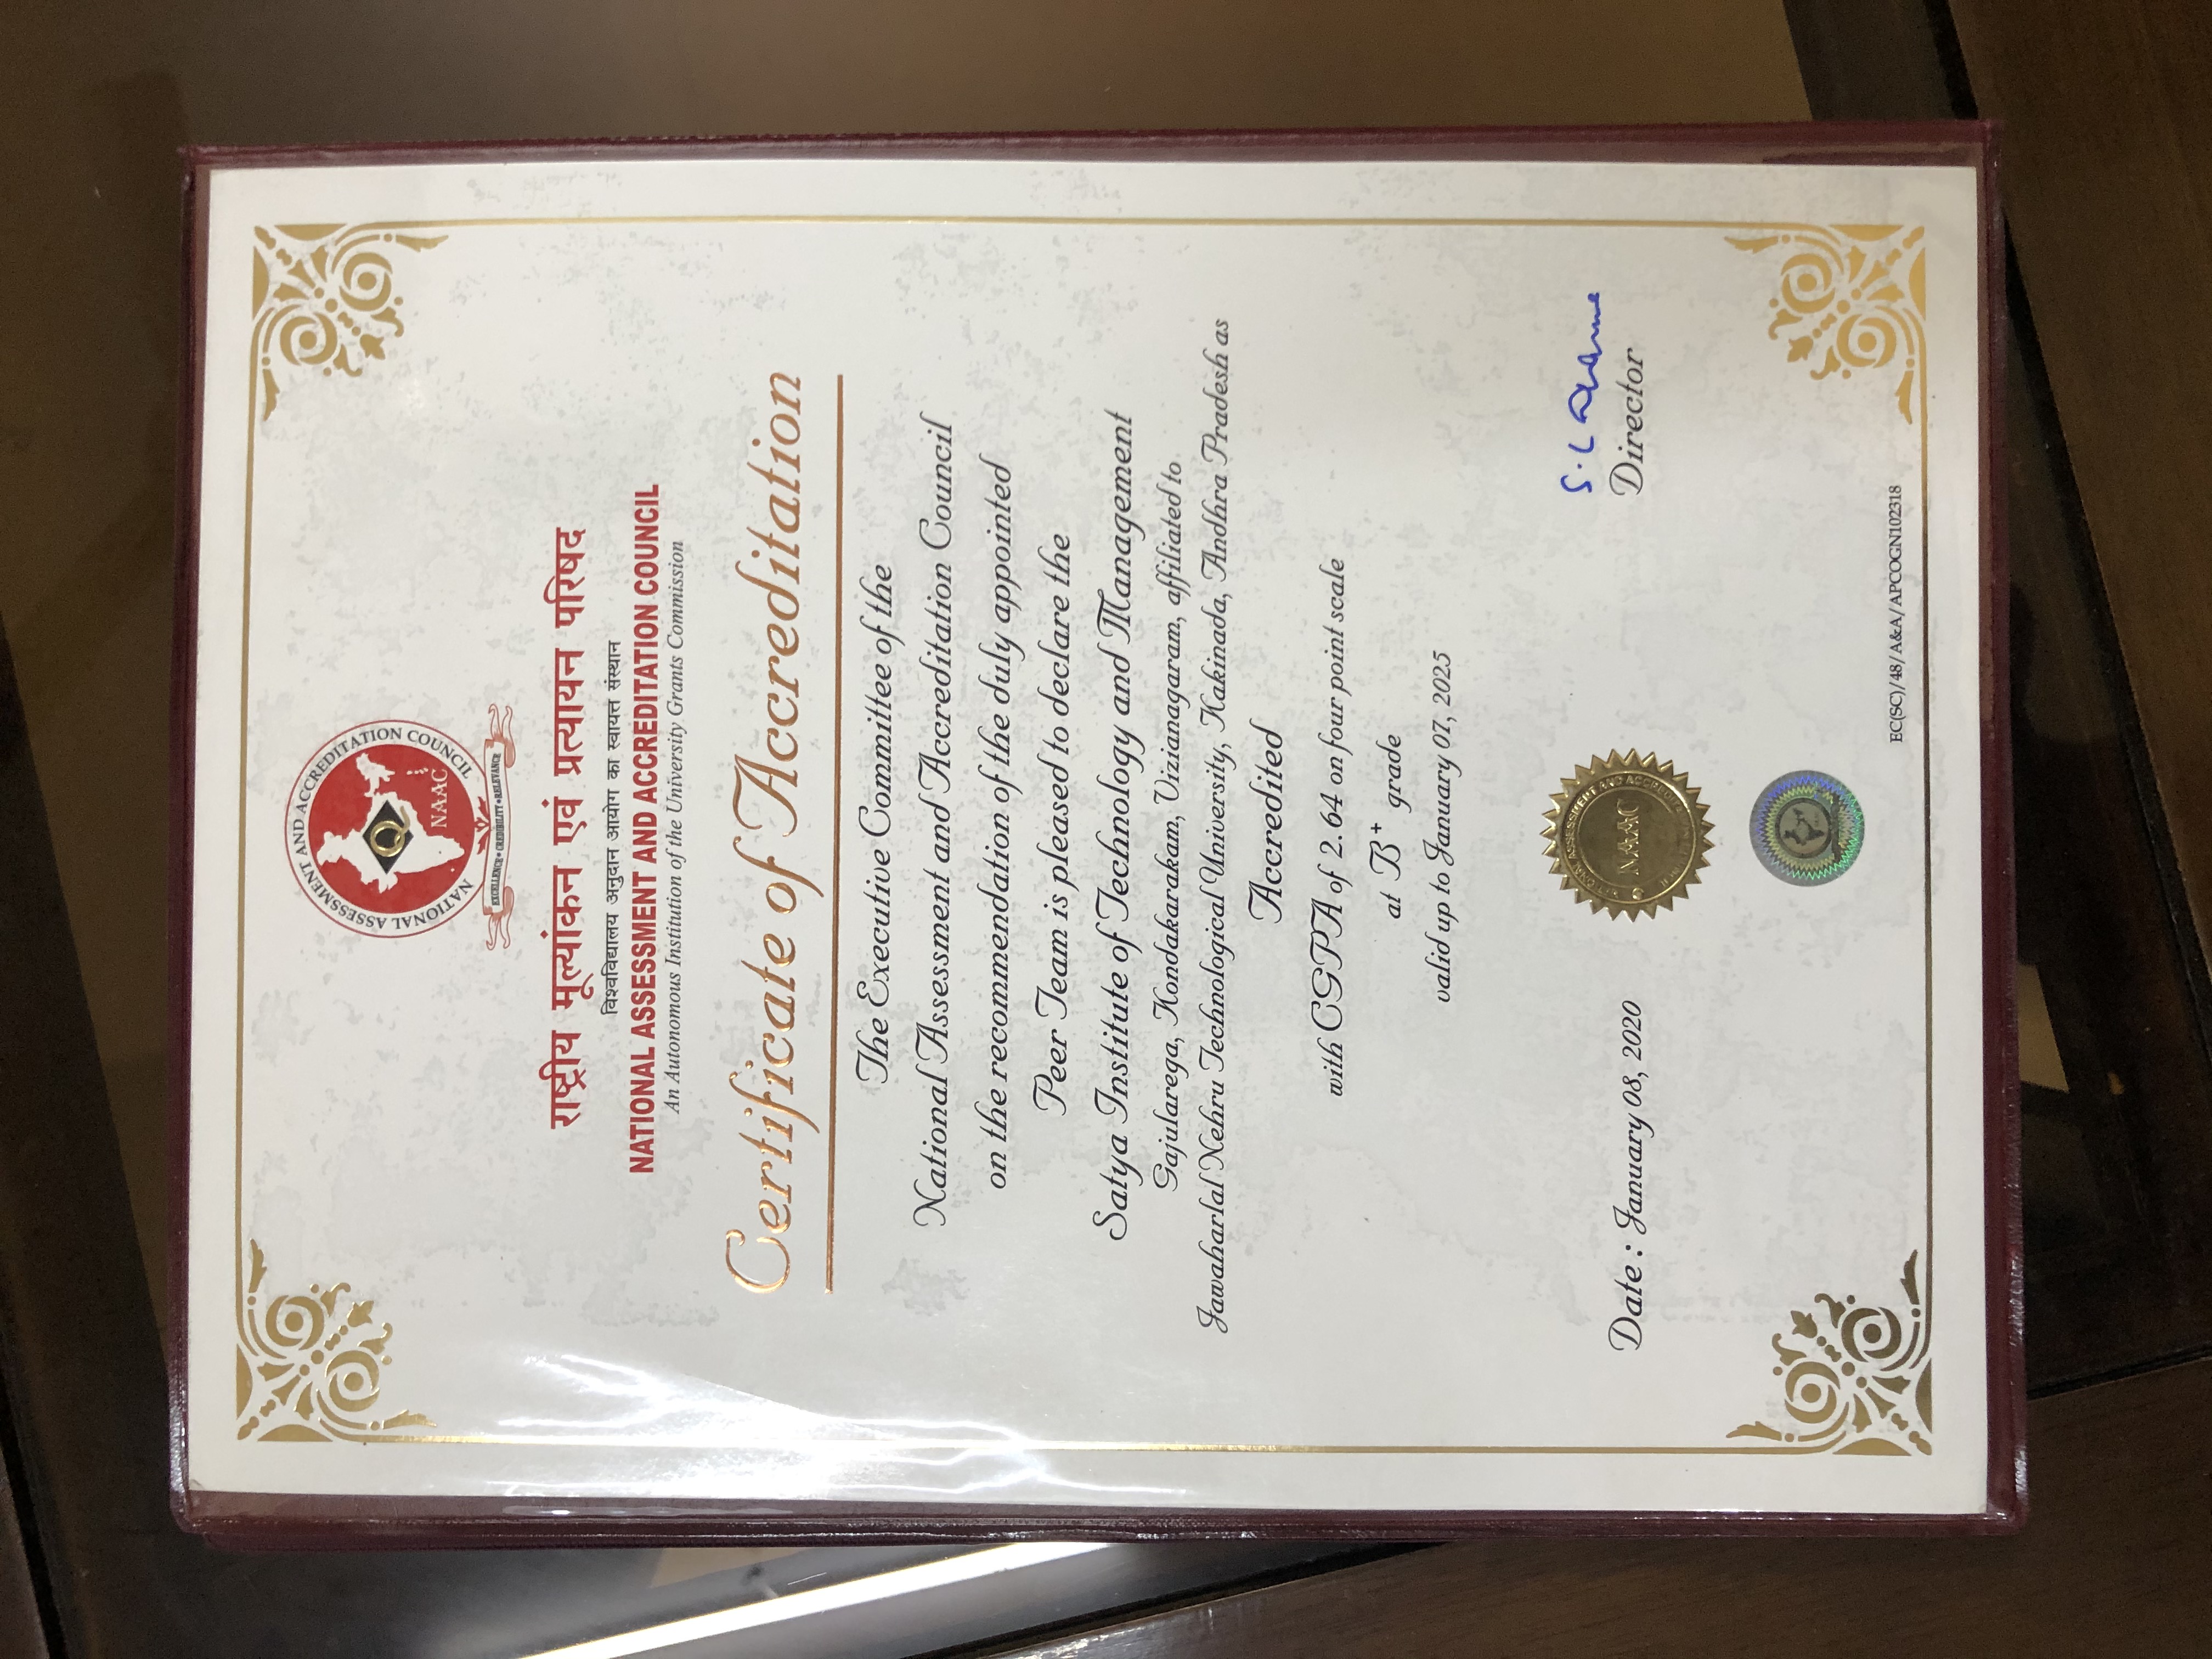 NATIONAL ASSESSMENT AND ACCREDITATION COUNCIL
NAAC
EXCELLENCE • CREDIBILITY • RELEVANCE
राष्ट्रीय मूल्यांकन एवं प्रत्यायन परिषद
विश्वविद्यालय अनुदान आयोग का स्वायत्त संस्थान
NATIONAL ASSESSMENT AND ACCREDITATION COUNCIL
An Autonomous Institution of the University Grants Commission
Certificate of Accreditation
The Executive Committee of the
National Assessment and Accreditation Council
on the recommendation of the duly appointed
Peer Team is pleased to declare the
Satya Institute of Technology and Management
Gajularega, Kondakarakam, Vizianagaram, affiliated to
Jawaharlal Nehru Technological University, Kakinada, Andhra Pradesh as
Accredited
with CGPA of 2.64 on four point scale
at B+ grade
valid up to January 07, 2025
Date : January 08, 2020
NAAC
Director
EC(SC)/48/A&A/APCOGN102318